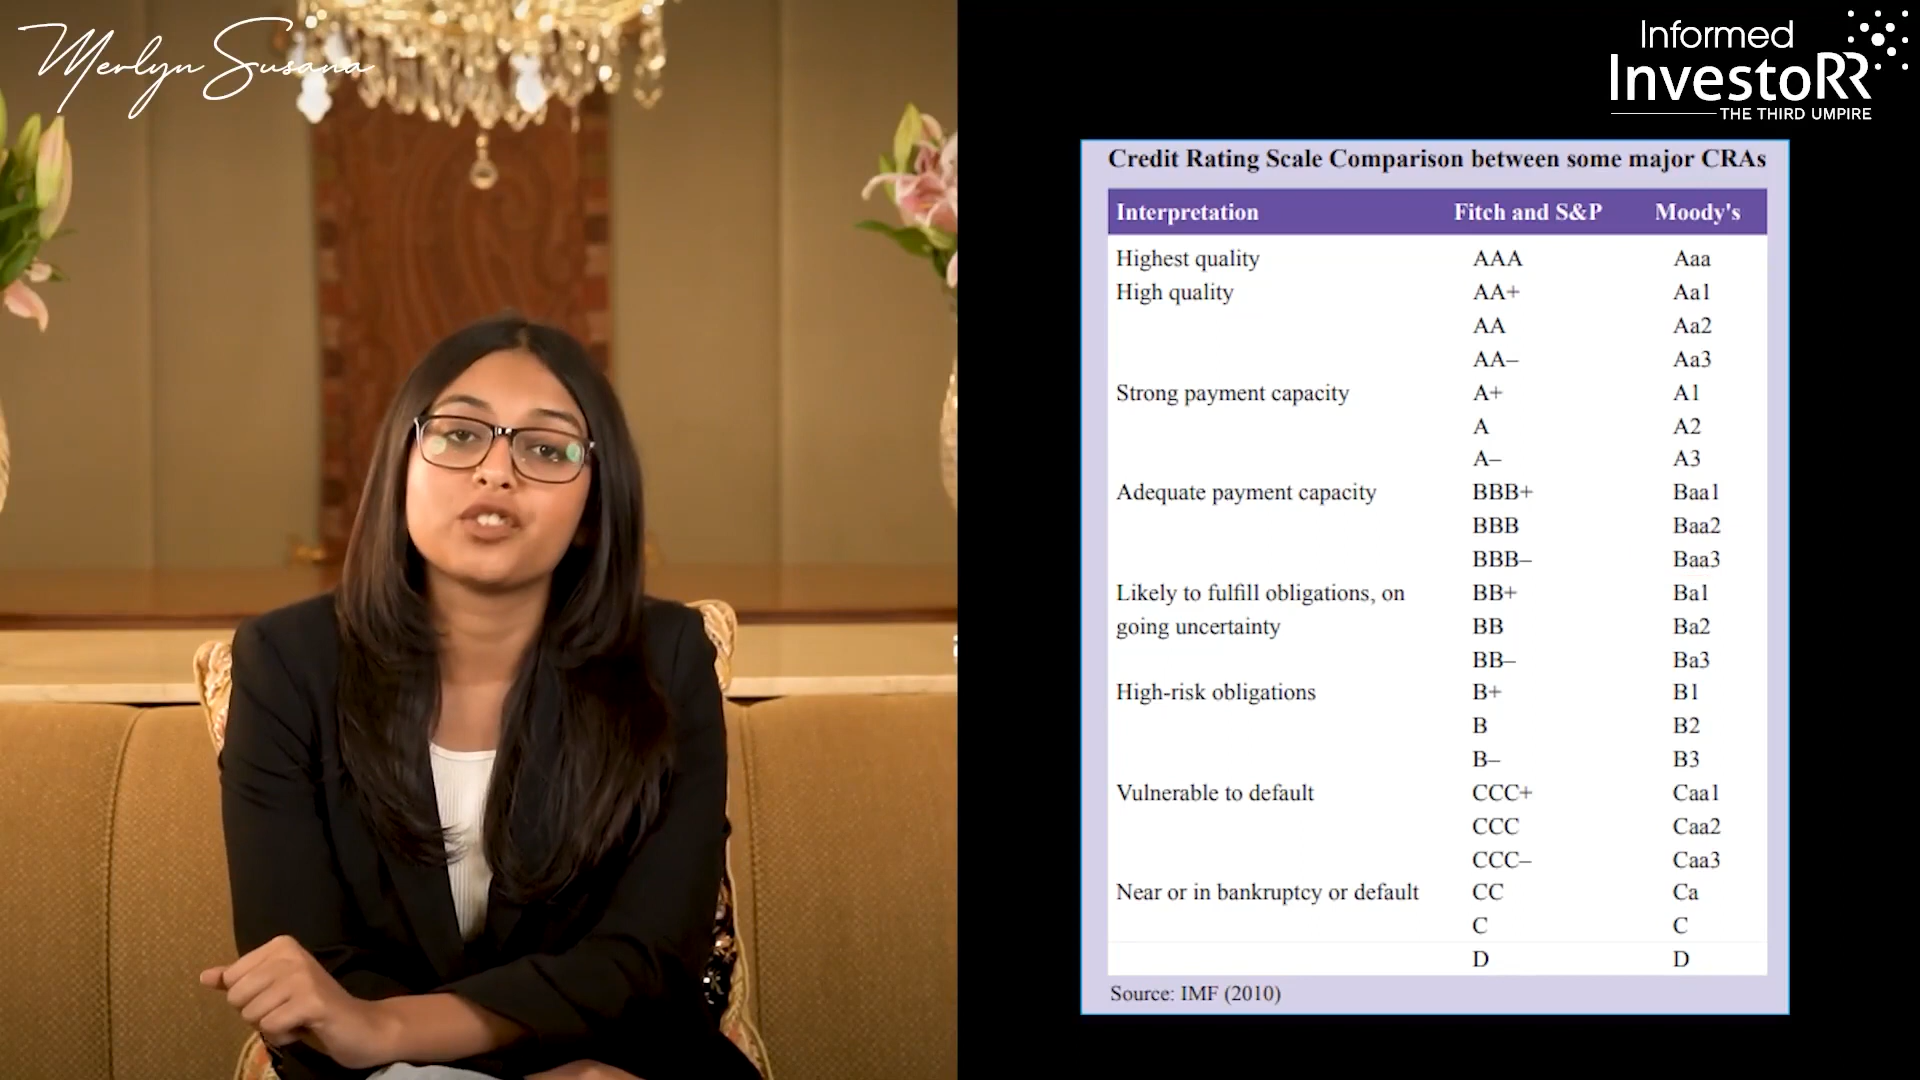 Merlyn Susana
Informed
InvestoRR
THE THIRD UMPIRE
Credit Rating Scale Comparison between some major CRAs
Interpretation Fitch and S&P Moody's
Highest quality AAA Aaa
High quality AA+ Aa1
AA Aa2
AA– Aa3
Strong payment capacity A+ A1
A A2
A– A3
Adequate payment capacity BBB+ Baa1
BBB Baa2
BBB– Baa3
Likely to fulfill obligations, on BB+ Ba1
going uncertainty BB Ba2
BB– Ba3
High-risk obligations B+ B1
B B2
B– B3
Vulnerable to default CCC+ Caa1
CCC Caa2
CCC– Caa3
Near or in bankruptcy or default CC Ca
C C
D D
Source: IMF (2010)